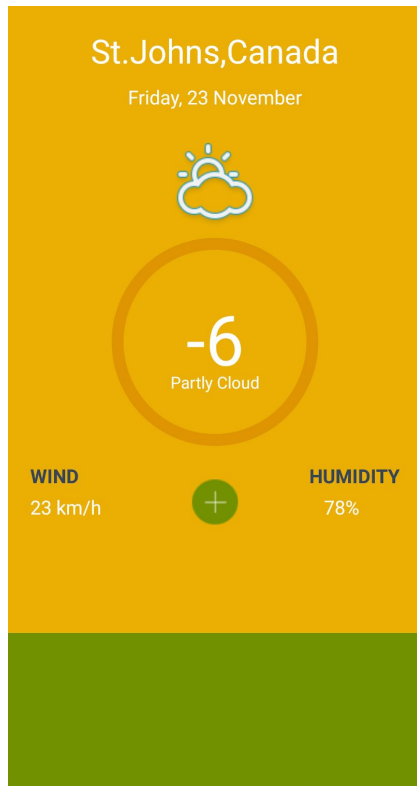 St.Johns,Canada
Friday, 23 November
-6
Partly Cloud
WIND
HUMIDITY
23 km/h
78%